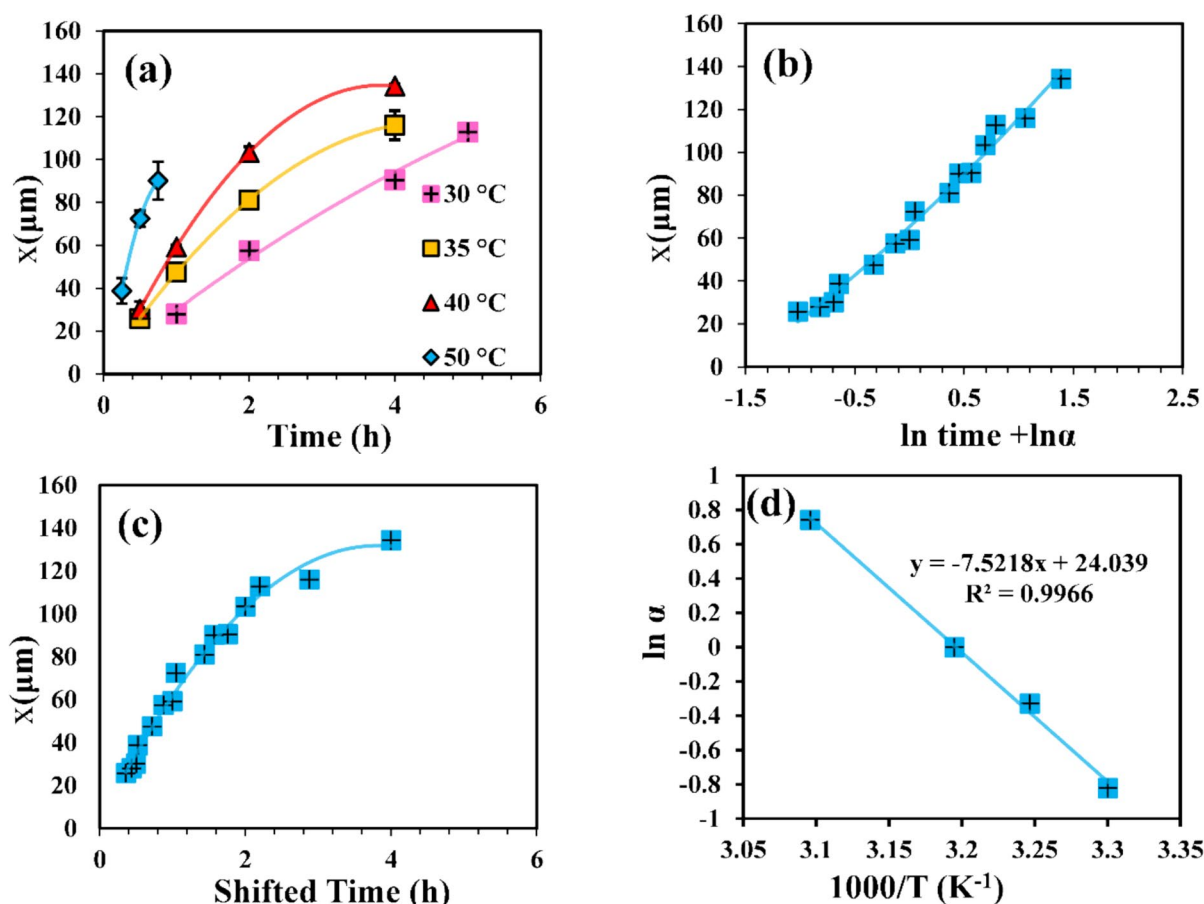 (a)
160
140
120
100
80
60
40
20
0
X(μm)
0 2 4 6
Time (h)
30 °C
35 °C
40 °C
50 °C
(b)
160
140
120
100
80
60
40
20
0
X(μm)
-1.5 -0.5 0.5 1.5 2.5
ln time +lnα
(c)
160
140
120
100
80
60
40
20
0
X(μm)
0 2 4 6
Shifted Time (h)
(d)
1
0.8
0.6
0.4
0.2
0
-0.2
-0.4
-0.6
-0.8
-1
ln α
y = -7.5218x + 24.039
R² = 0.9966
3.05 3.1 3.15 3.2 3.25 3.3 3.35
1000/T (K⁻¹)